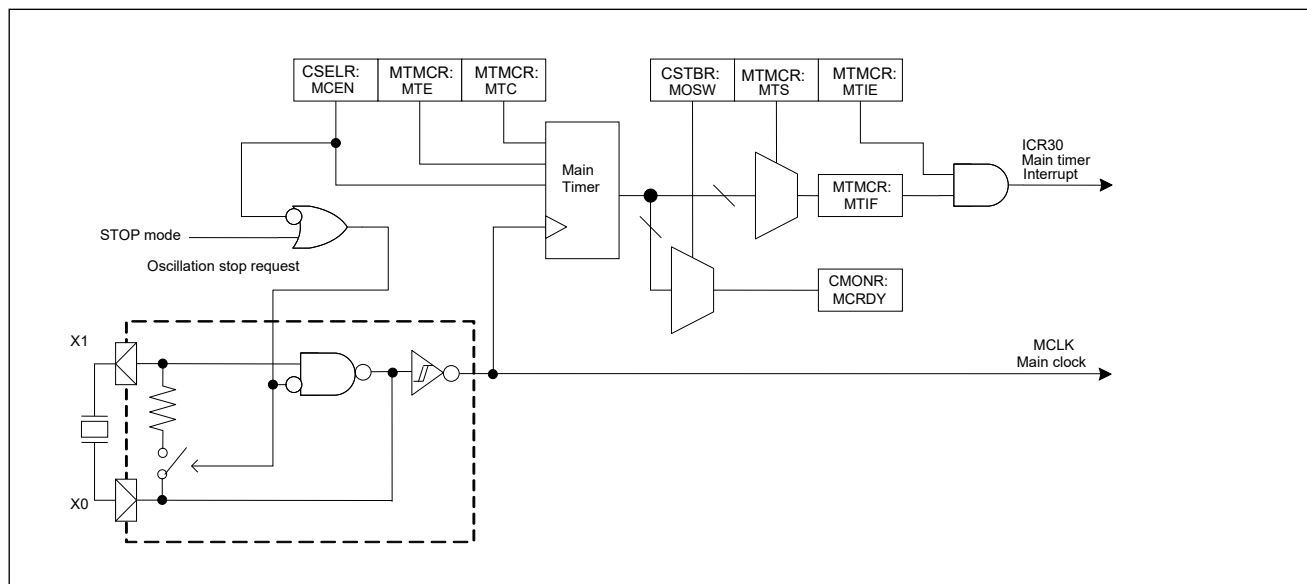 CSELR:
MCEN
MTMCR:
MTE
MTMCR:
MTC
CSTBR:
MOSW
MTMCR:
MTS
MTMCR:
MTIE
ICR30
Main timer
Interrupt
Main
Timer
MTMCR:
MTIF
STOP mode
Oscillation stop request
CMONR:
MCRDY
X1
MCLK
Main clock
X0